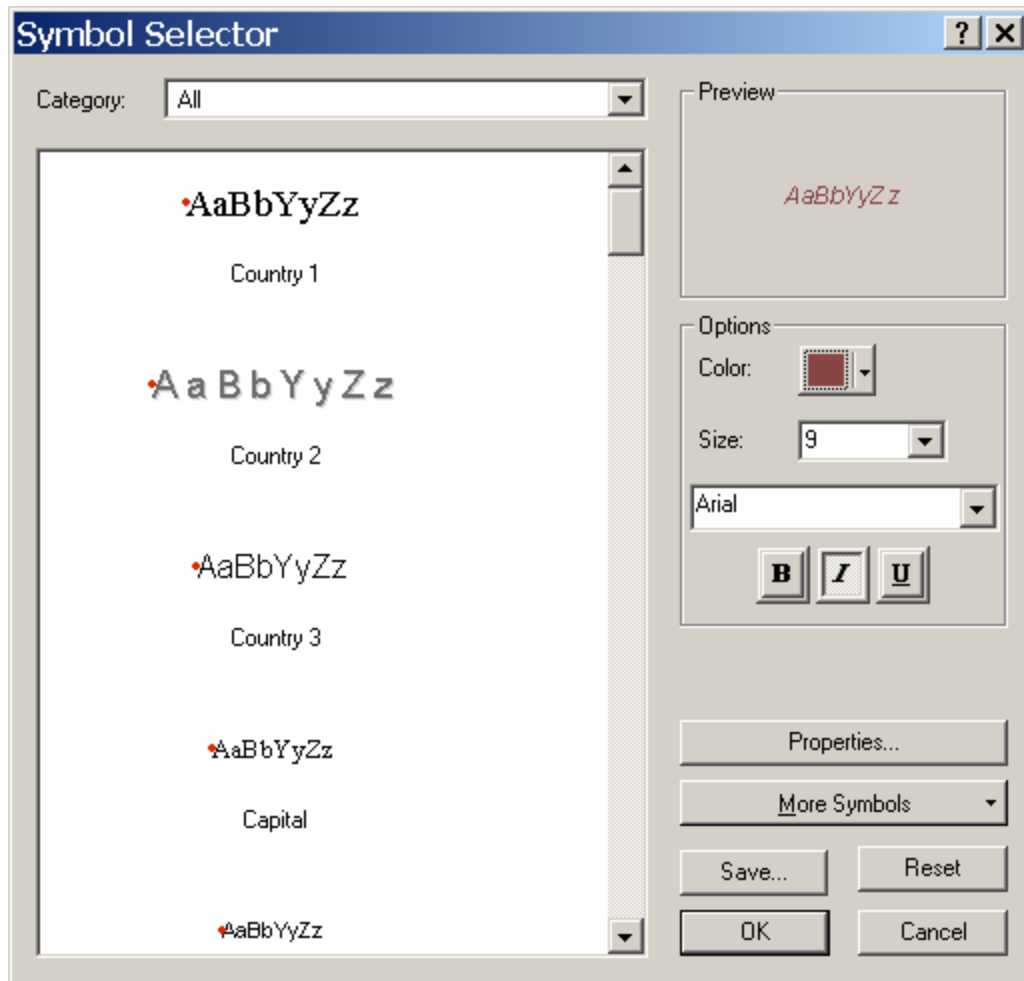 Symbol Selector
Category: All
AaBbYyZz
Country 1
AaBbYyZz
Country 2
AaBbYyZz
Country 3
AaBbYyZz
Capital
AaBbYyZz
Preview
AaBbYyZz
Options
Color:
Size: 9
Arial
B I U
Properties...
More Symbols
Save... Reset
OK Cancel